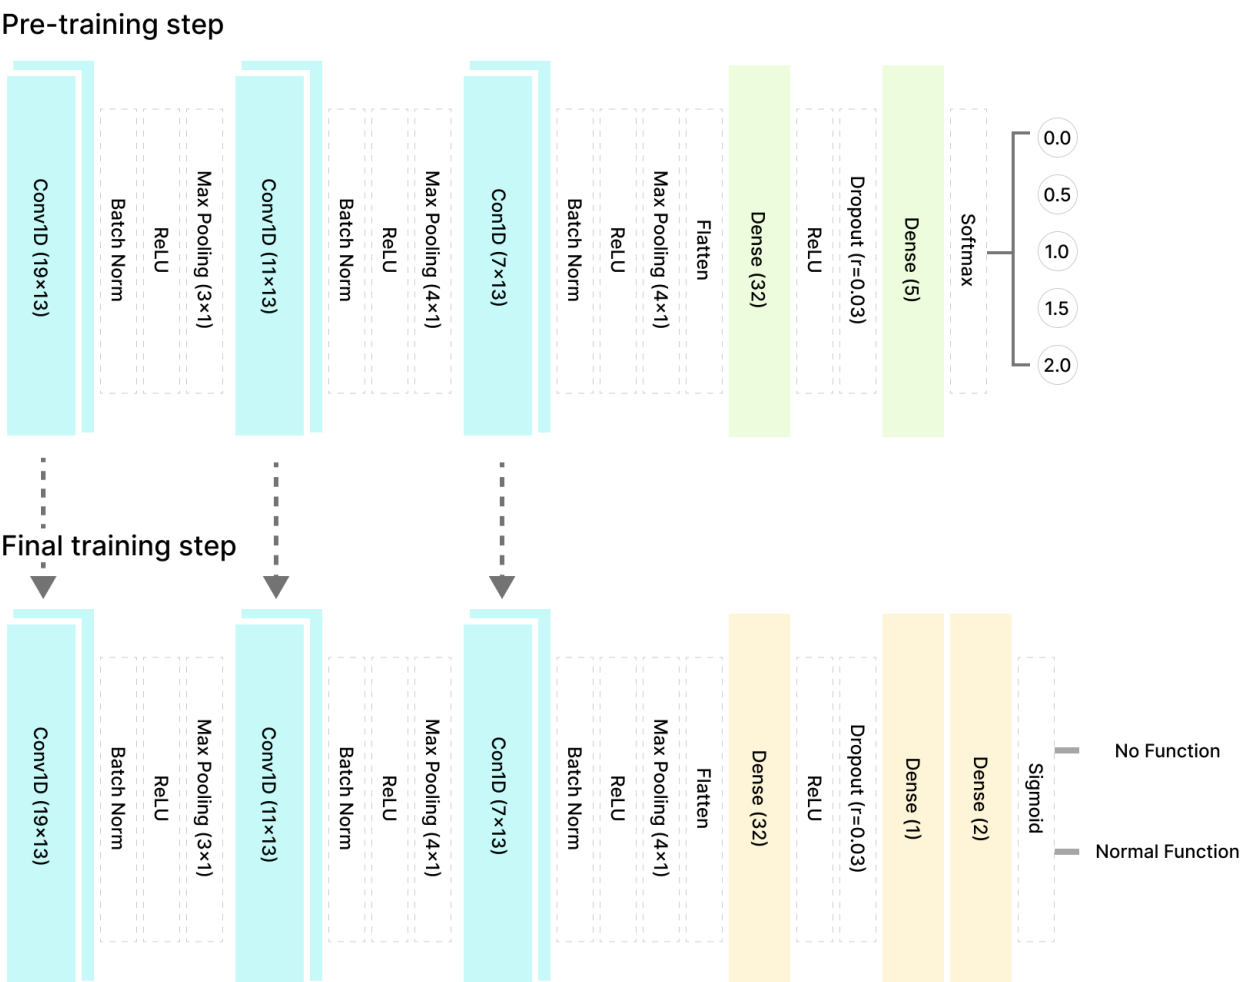 Pre-training step
Conv1D (19×13)
Batch Norm
ReLU
Max Pooling (3×1)
Conv1D (11×13)
Batch Norm
ReLU
Max Pooling (4×1)
Con1D (7×13)
Batch Norm
ReLU
Max Pooling (4×1)
Flatten
Dense (32)
ReLU
Dropout (r=0.03)
Dense (5)
Softmax
0.0
0.5
1.0
1.5
2.0
Final training step
Conv1D (19×13)
Batch Norm
ReLU
Max Pooling (3×1)
Conv1D (11×13)
Batch Norm
ReLU
Max Pooling (4×1)
Con1D (7×13)
Batch Norm
ReLU
Max Pooling (4×1)
Flatten
Dense (32)
ReLU
Dropout (r=0.03)
Dense (1)
Dense (2)
Sigmoid
No Function
Normal Function